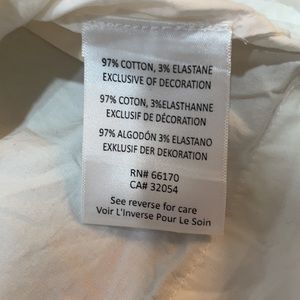 97% COTTON, 3% ELASTANE
EXCLUSIVE OF DECORATION
97% COTON, 3%ELASTHANNE
EXCLUSIF DE DÉCORATION
97% ALGODÓN 3% ELASTANO
EXKLUSIF DER DEKORATION
RN# 66170
CA# 32054
See reverse for care
Voir L'Inverse Pour Le Soin